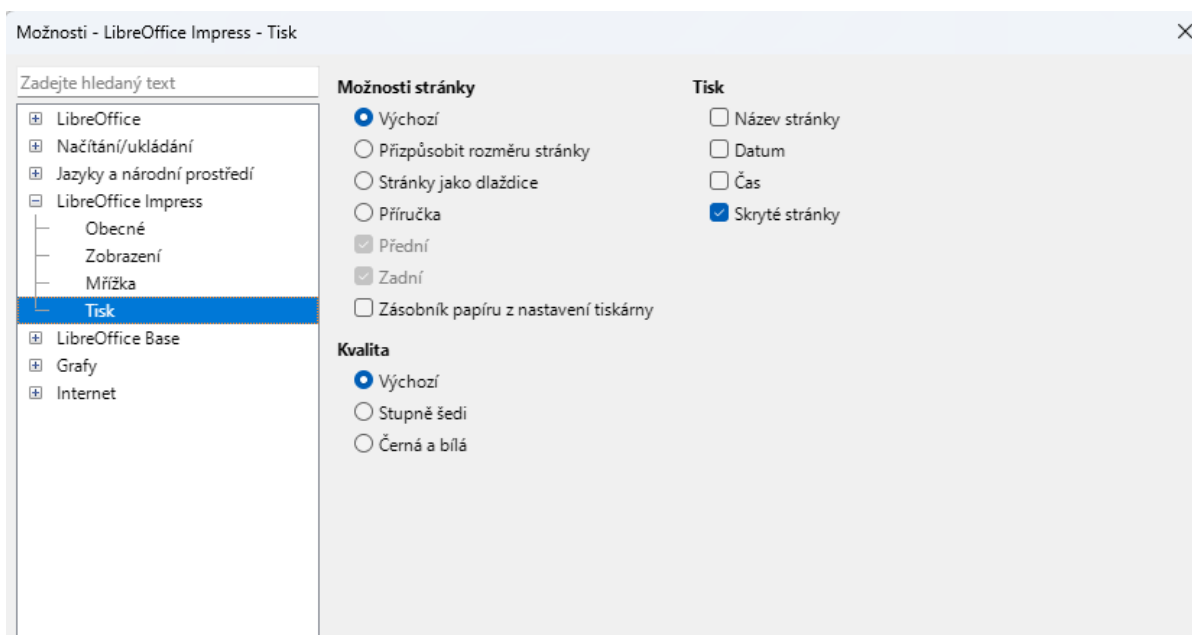 Možnosti - LibreOffice Impress - Tisk
Zadejte hledaný text
LibreOffice
Načítání/ukládání
Jazyky a národní prostředí
LibreOffice Impress
Obecné
Zobrazení
Mřížka
Tisk
LibreOffice Base
Grafy
Internet
Možnosti stránky
Výchozí
Přizpůsobit rozměru stránky
Stránky jako dlaždice
Příručka
Přední
Zadní
Zásobník papíru z nastavení tiskárny
Kvalita
Výchozí
Stupně šedi
Černá a bílá
Tisk
Název stránky
Datum
Čas
Skryté stránky